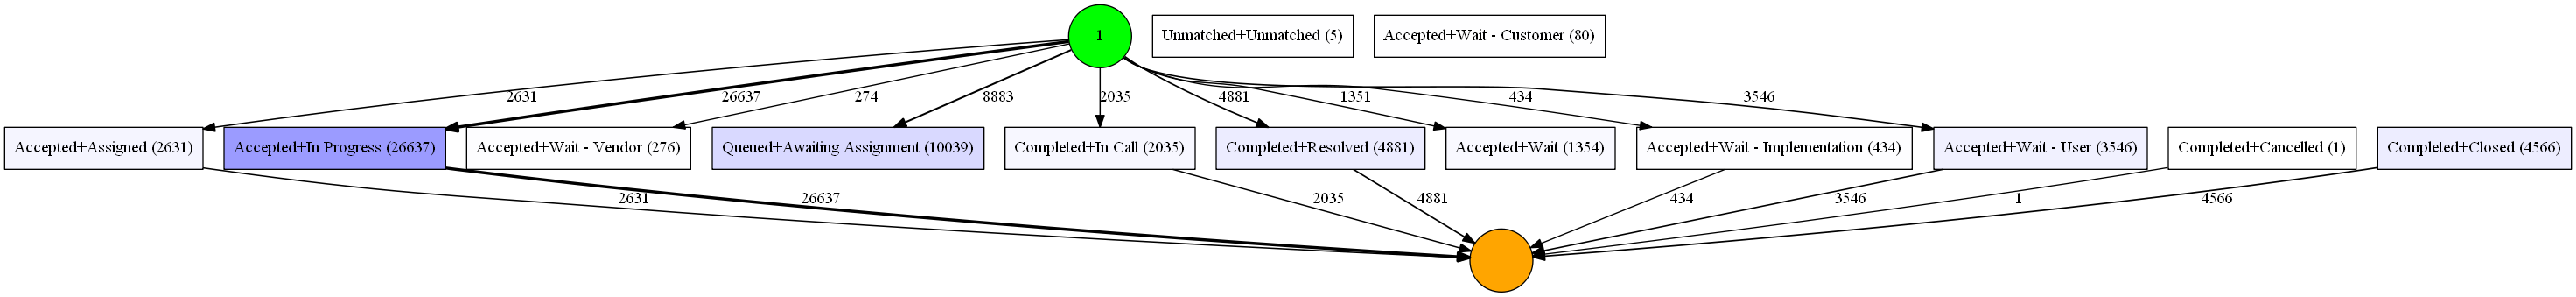 1
Unmatched+Unmatched (5)
Accepted+Wait - Customer (80)
2631
26637
274
8883
2035
4881
1351
434
3546
Accepted+Assigned (2631)
Accepted+In Progress (26637)
Accepted+Wait - Vendor (276)
Queued+Awaiting Assignment (10039)
Completed+In Call (2035)
Completed+Resolved (4881)
Accepted+Wait (1354)
Accepted+Wait - Implementation (434)
Accepted+Wait - User (3546)
Completed+Cancelled (1)
Completed+Closed (4566)
2631
26637
2035
4881
434
3546
1
4566